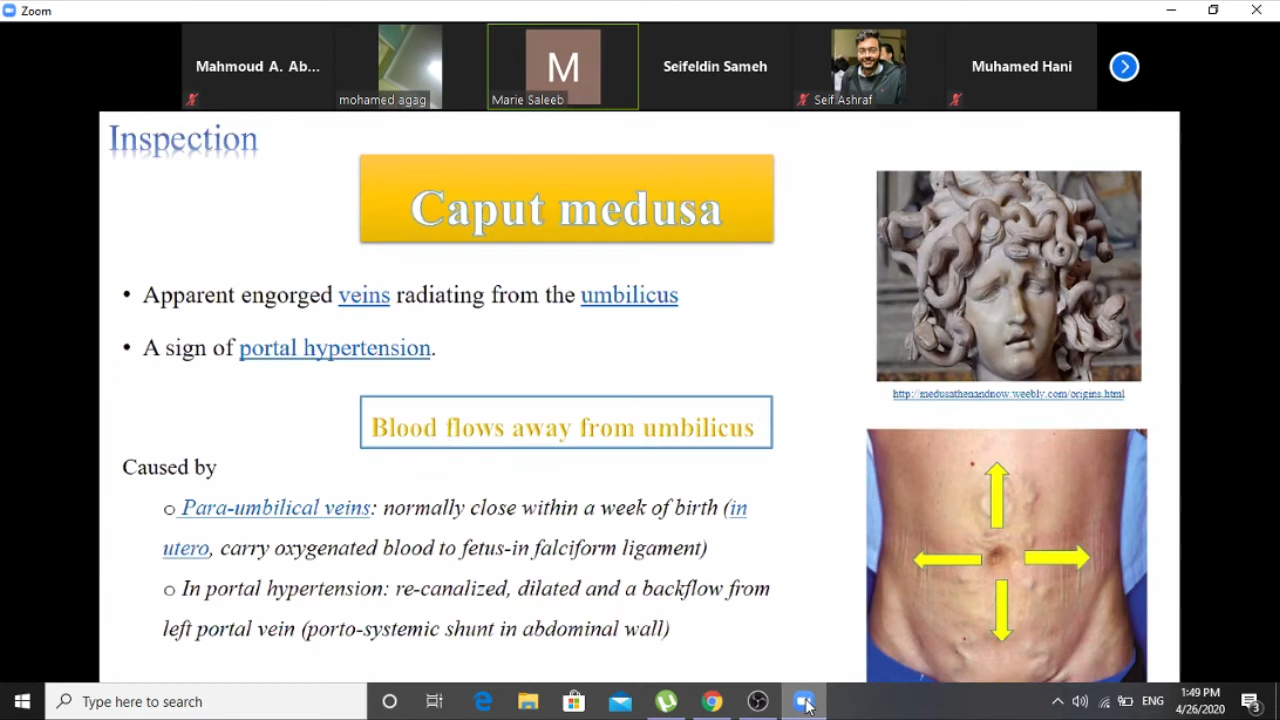 Zoom
Mahmoud A. Ab...
mohamed agag
M
Marie Saleeb
Seifeldin Sameh
Seif Ashraf
Muhamed Hani
Inspection
Caput medusa
• Apparent engorged veins radiating from the umbilicus
• A sign of portal hypertension.
http://medusathenandnow.weebly.com/origins.html
Blood flows away from umbilicus
Caused by
o Para-umbilical veins: normally close within a week of birth (in
utero, carry oxygenated blood to fetus-in falciform ligament)
o In portal hypertension: re-canalized, dilated and a backflow from
left portal vein (porto-systemic shunt in abdominal wall)
Type here to search
ENG
1:49 PM
4/26/2020
3